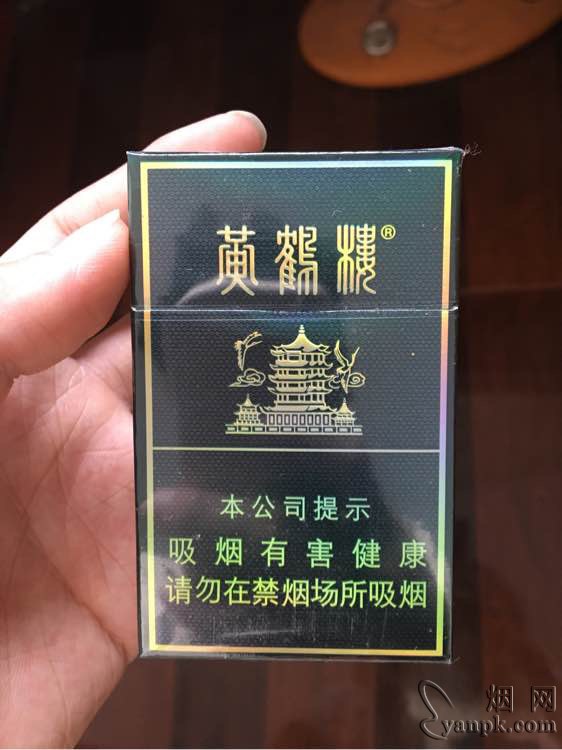 黄鹤樓®
本公司提示
吸烟有害健康
请勿在禁烟场所吸烟
烟网
yanpk.com